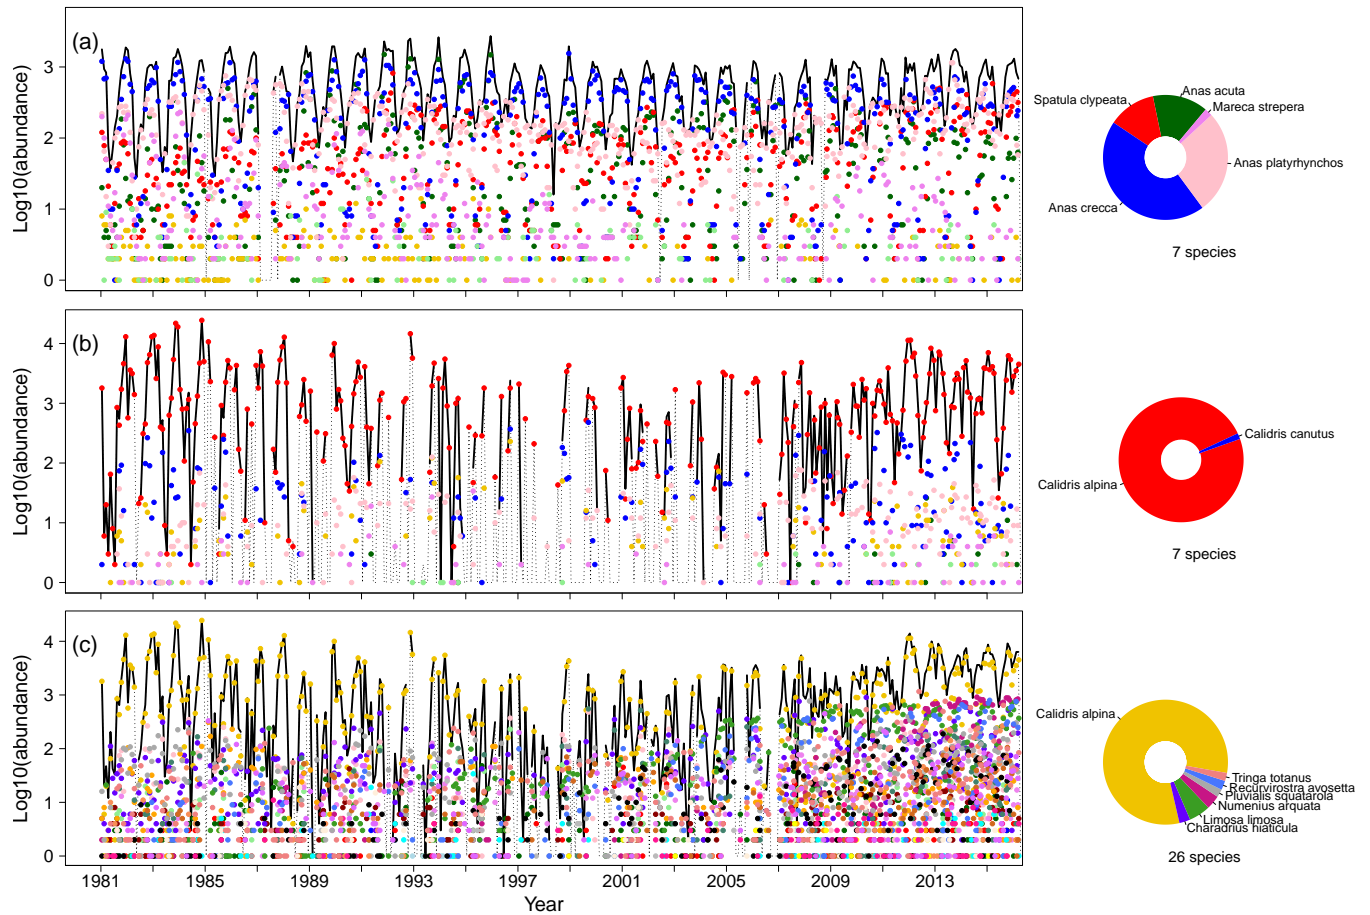 (a)
Log10(abundance)
3
2
1
0
Anas acuta
Spatula clypeata
Mareca strepera
Anas platyrhynchos
Anas crecca
7 species
(b)
Log10(abundance)
4
3
2
1
0
Calidris canutus
Calidris alpina
7 species
(c)
Log10(abundance)
4
3
2
1
0
Calidris alpina
Tringa totanus
Recurvirostra avosetta
Pluvialis squatarola
Numenius arquata
Limosa limosa
Charadrius hiaticula
26 species
1981 1985 1989 1993 1997 2001 2005 2009 2013
Year